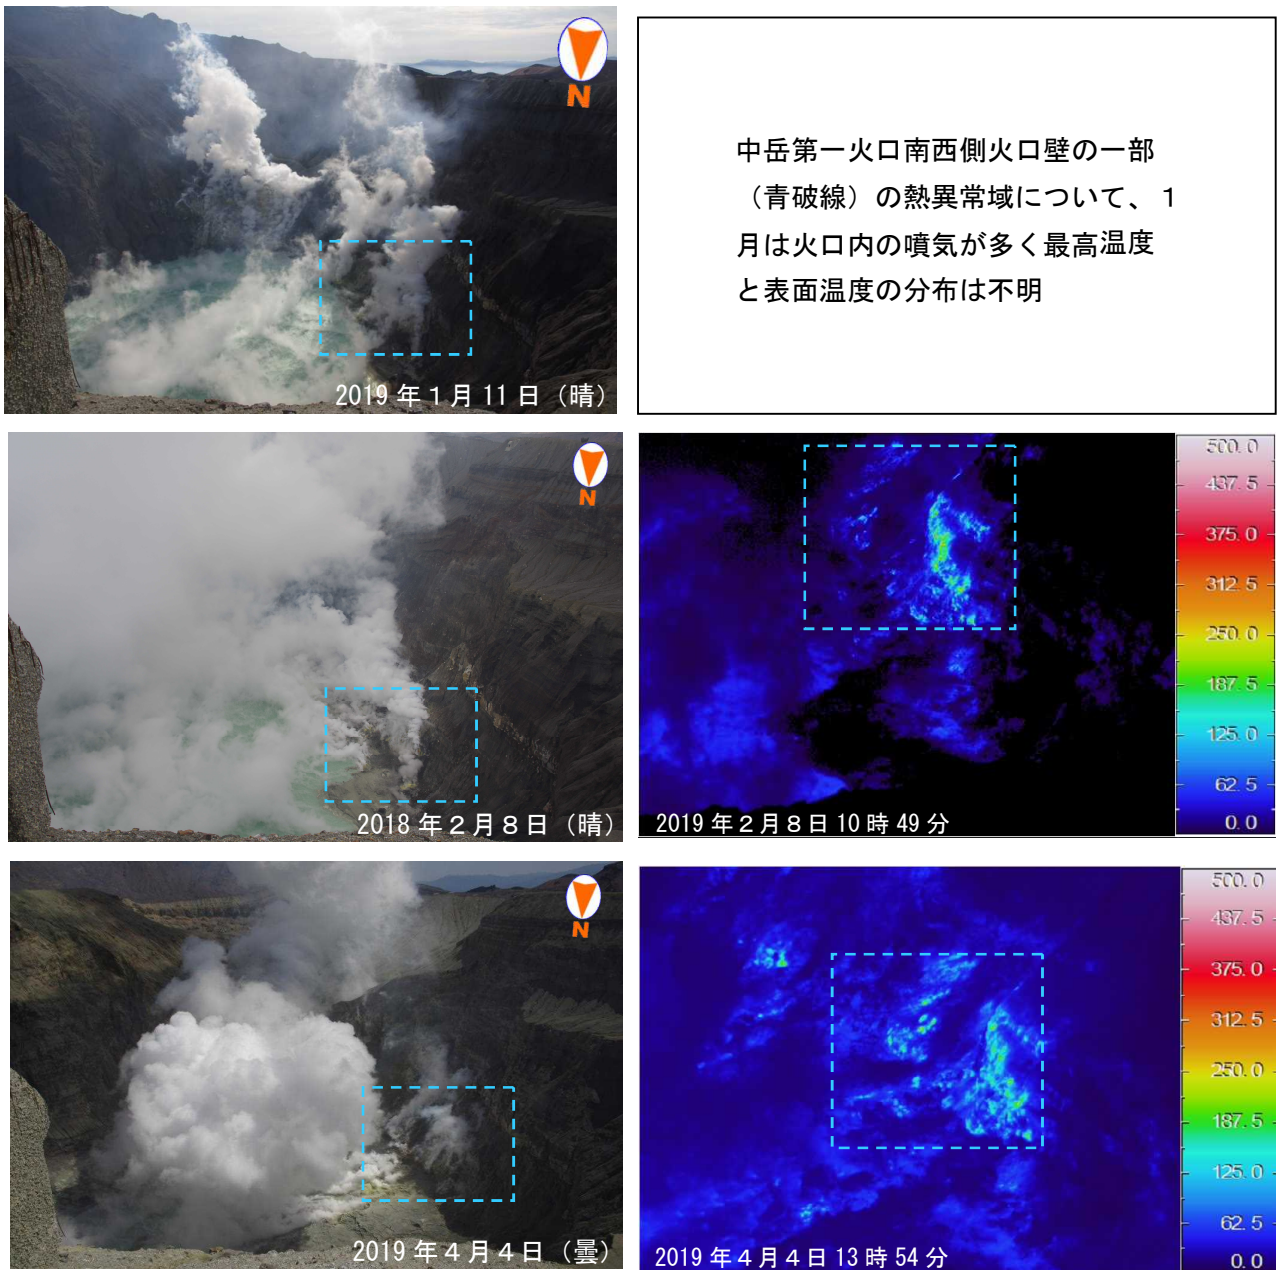 N
2019年1月11日（晴）
中岳第一火口南西側火口壁の一部
（青破線）の熱異常域について、１
月は火口内の噴気が多く最高温度
と表面温度の分布は不明
N
2018年２月８日（晴）
500.0
437.5
375.0
312.5
250.0
187.5
125.0
62.5
0.0
2019年２月８日10時49分
N
2019年４月４日（曇）
500.0
437.5
375.0
312.5
250.0
187.5
125.0
62.5
0.0
2019年４月４日13時54分